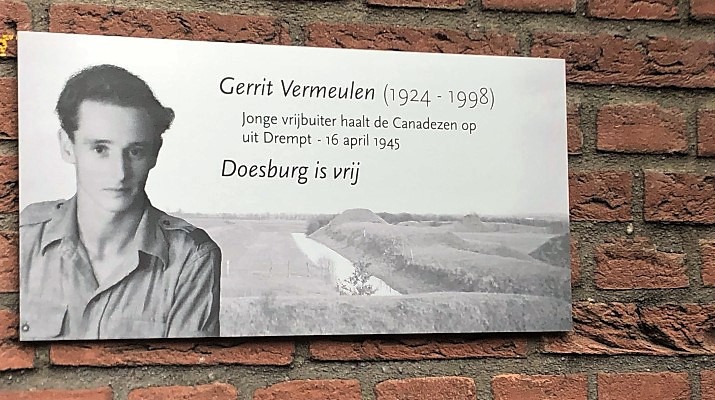 Gerrit Vermeulen (1924 - 1998)
Jonge vrijbuiter haalt de Canadezen op
uit Drempt - 16 april 1945
Doesburg is vrij